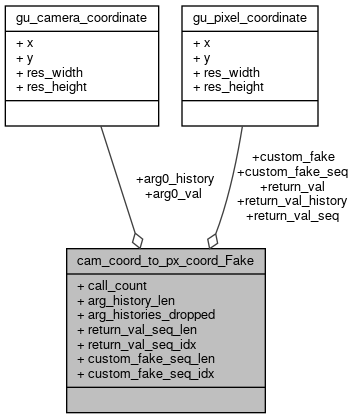 gu_camera_coordinate
+ x
+ y
+ res_width
+ res_height
gu_pixel_coordinate
+ x
+ y
+ res_width
+ res_height
+arg0_history
+arg0_val
+custom_fake
+custom_fake_seq
+return_val
+return_val_history
+return_val_seq
cam_coord_to_px_coord_Fake
+ call_count
+ arg_history_len
+ arg_histories_dropped
+ return_val_seq_len
+ return_val_seq_idx
+ custom_fake_seq_len
+ custom_fake_seq_idx